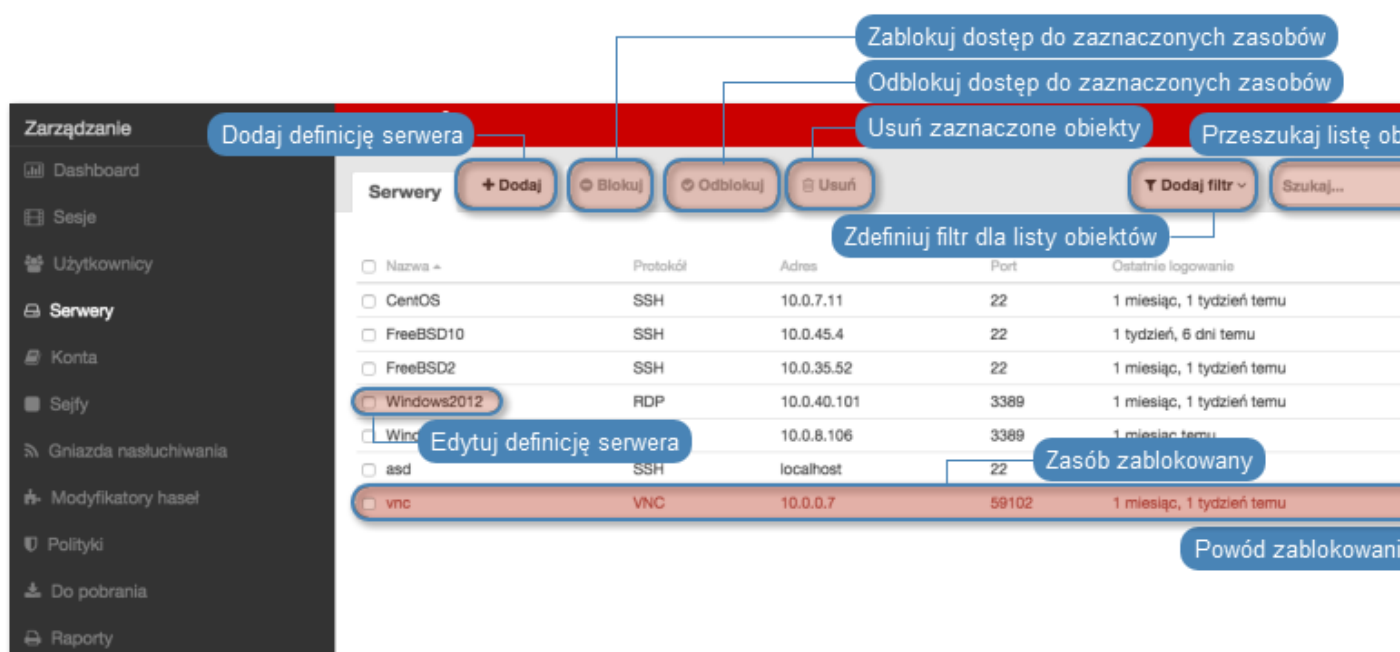 Zablokuj dostęp do zaznaczonych zasobów
Odblokuj dostęp do zaznaczonych zasobów
Zarządzanie
Dodaj definicję serwera
Usuń zaznaczone obiekty
Przeszukaj listę ob
Dashboard
Serwery
+ Dodaj
Blokuj
Odblokuj
Usuń
Dodaj filtr
Szukaj...
Sesje
Zdefiniuj filtr dla listy obiektów
Użytkownicy
Nazwa Protokół Adres Port Ostatnie logowanie
CentOS SSH 10.0.7.11 22 1 miesiąc, 1 tydzień temu
Serwery
FreeBSD10 SSH 10.0.45.4 22 1 tydzień, 6 dni temu
Konta
FreeBSD2 SSH 10.0.35.52 22 1 miesiąc, 1 tydzień temu
Sejfy
Windows2012 RDP 10.0.40.101 3389 1 miesiąc, 1 tydzień temu
Gniazda nasłuchiwania
Wind 10.0.8.106 3389 1 miesiąc temu
Edytuj definicję serwera
asd SSH localhost 22
Zasób zablokowany
Modyfikatory haseł
vnc VNC 10.0.0.7 59102 1 miesiąc, 1 tydzień temu
Polityki
Powód zablokowani
Do pobrania
Raporty